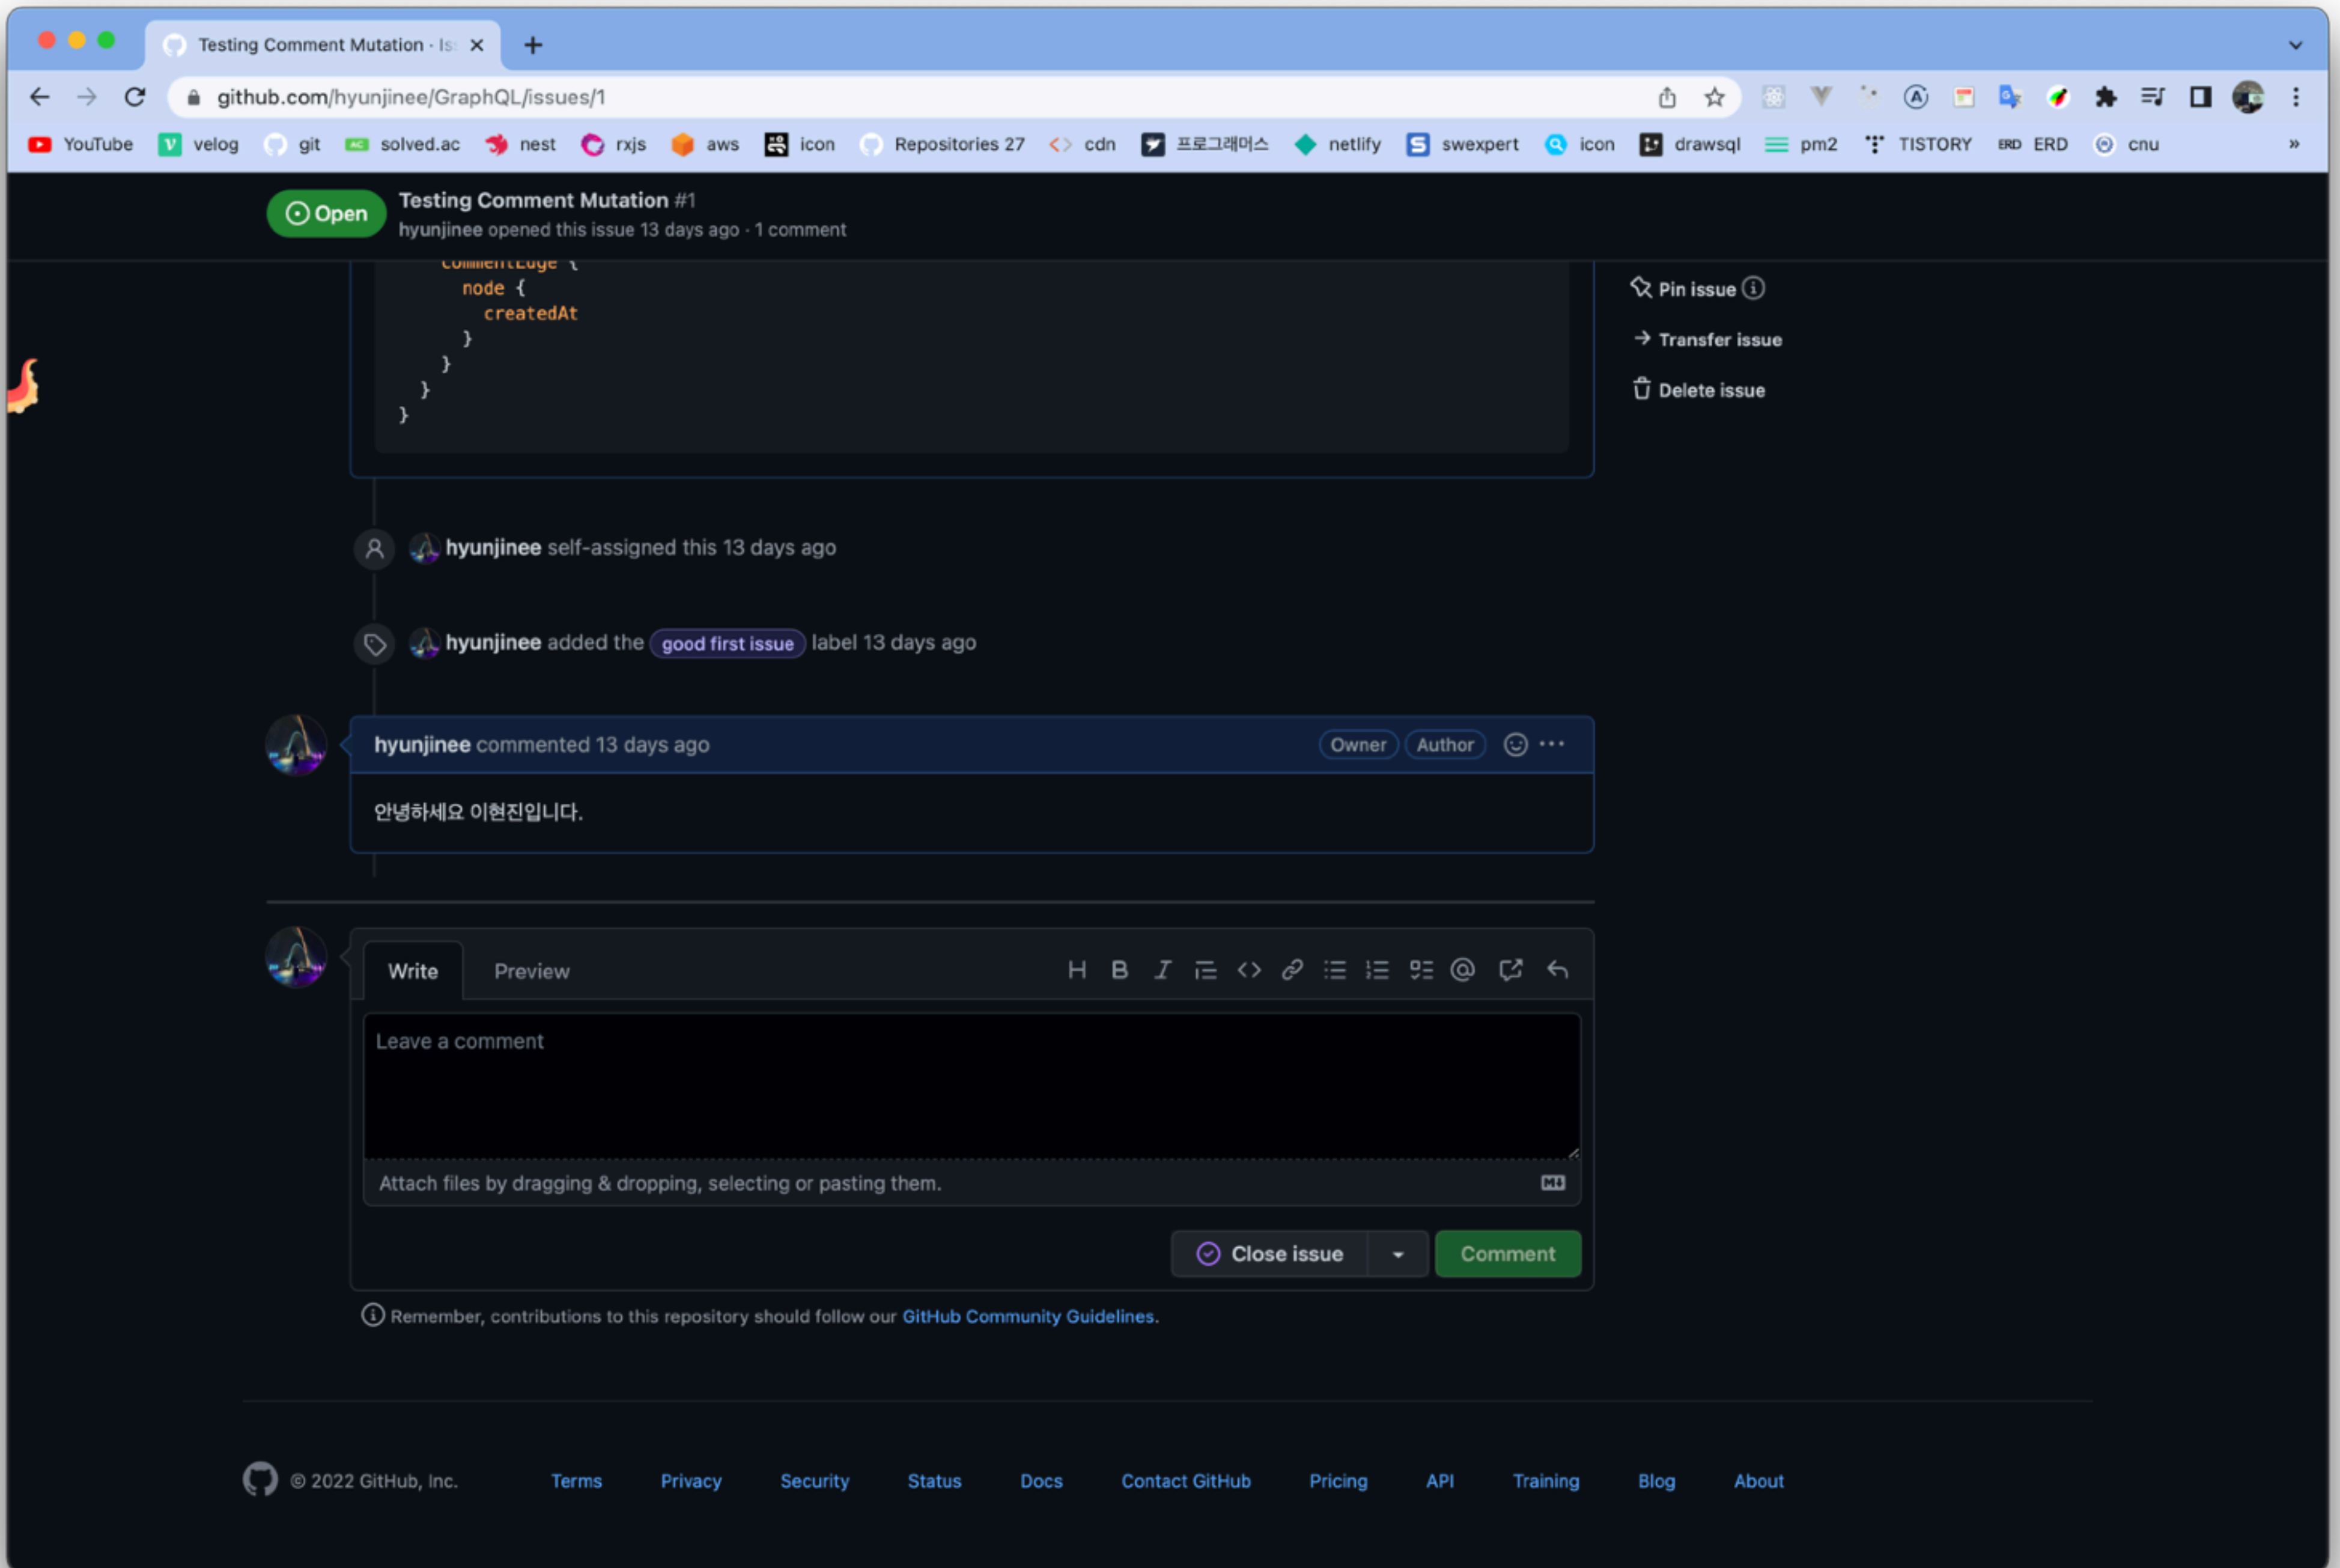 Testing Comment Mutation · Is
github.com/hyunjinee/GraphQL/issues/1
YouTube velog git solved.ac nest rxjs aws icon Repositories 27 cdn 프로그래머스 netlify swexpert icon drawsql pm2 TISTORY ERD ERD cnu »
Open
Testing Comment Mutation #1
hyunjinee opened this issue 13 days ago · 1 comment
commentEdge {
node {
createdAt
}
}
}
}
Pin issue
Transfer issue
Delete issue
hyunjinee self-assigned this 13 days ago
hyunjinee added the good first issue label 13 days ago
hyunjinee commented 13 days ago Owner Author
안녕하세요 이현진입니다.
Write Preview
Leave a comment
Attach files by dragging & dropping, selecting or pasting them.
Close issue Comment
Remember, contributions to this repository should follow our GitHub Community Guidelines.
© 2022 GitHub, Inc. Terms Privacy Security Status Docs Contact GitHub Pricing API Training Blog About